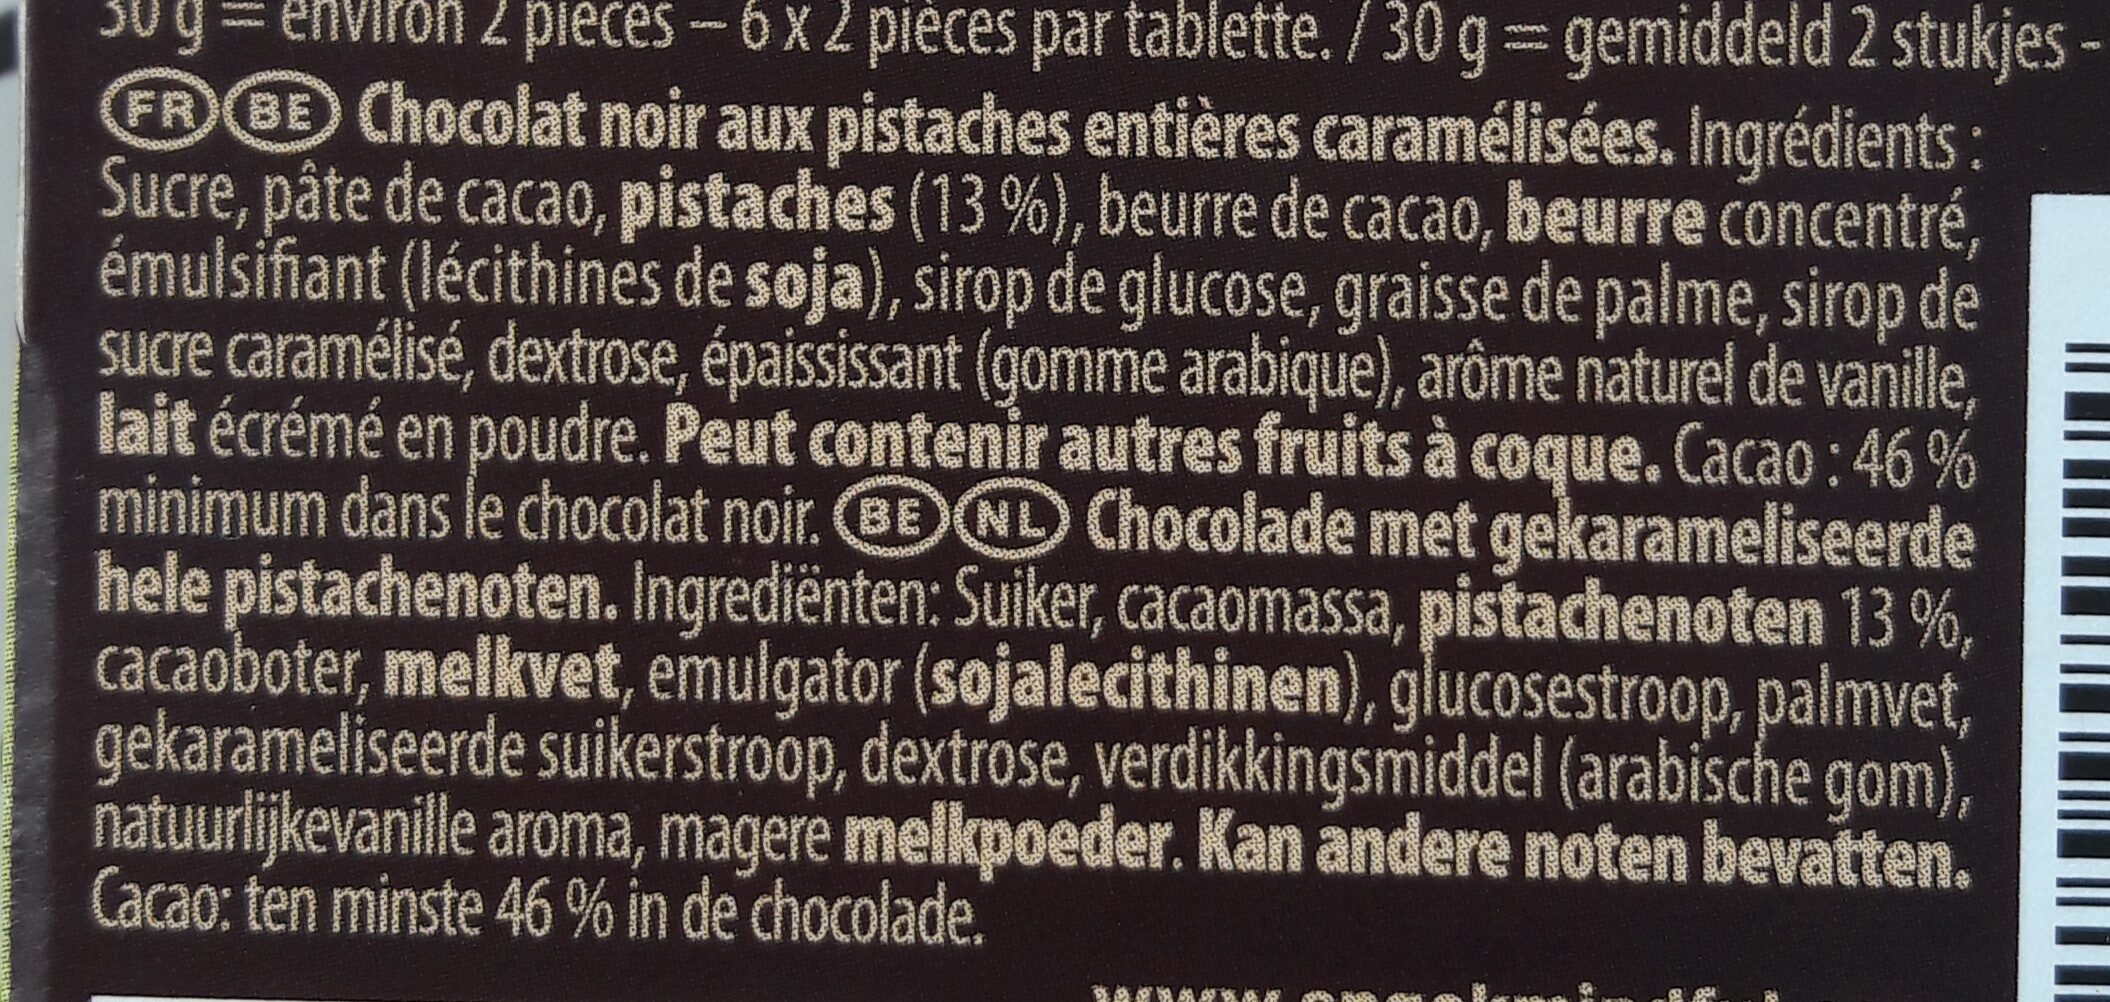 30 g = environ 2 pièces – 6 x 2 pièces par tablette. / 30 g = gemiddeld 2 stukjes -
FR BE Chocolat noir aux pistaches entières caramélisées. Ingrédients :
Sucre, pâte de cacao, pistaches (13 %), beurre de cacao, beurre concentré,
émulsifiant (lécithines de soja), sirop de glucose, graisse de palme, sirop de
sucre caramélisé, dextrose, épaississant (gomme arabique), arôme naturel de vanille,
lait écrémé en poudre. Peut contenir autres fruits à coque. Cacao : 46 %
minimum dans le chocolat noir. BE NL Chocolade met gekarameliseerde
hele pistachenoten. Ingrediënten: Suiker, cacaomassa, pistachenoten 13 %,
cacaoboter, melkvet, emulgator (sojalecithinen), glucosestroop, palmvet,
gekarameliseerde suikerstroop, dextrose, verdikkingsmiddel (arabische gom),
natuurlijkevanille aroma, magere melkpoeder. Kan andere noten bevatten.
Cacao: ten minste 46 % in de chocolade.